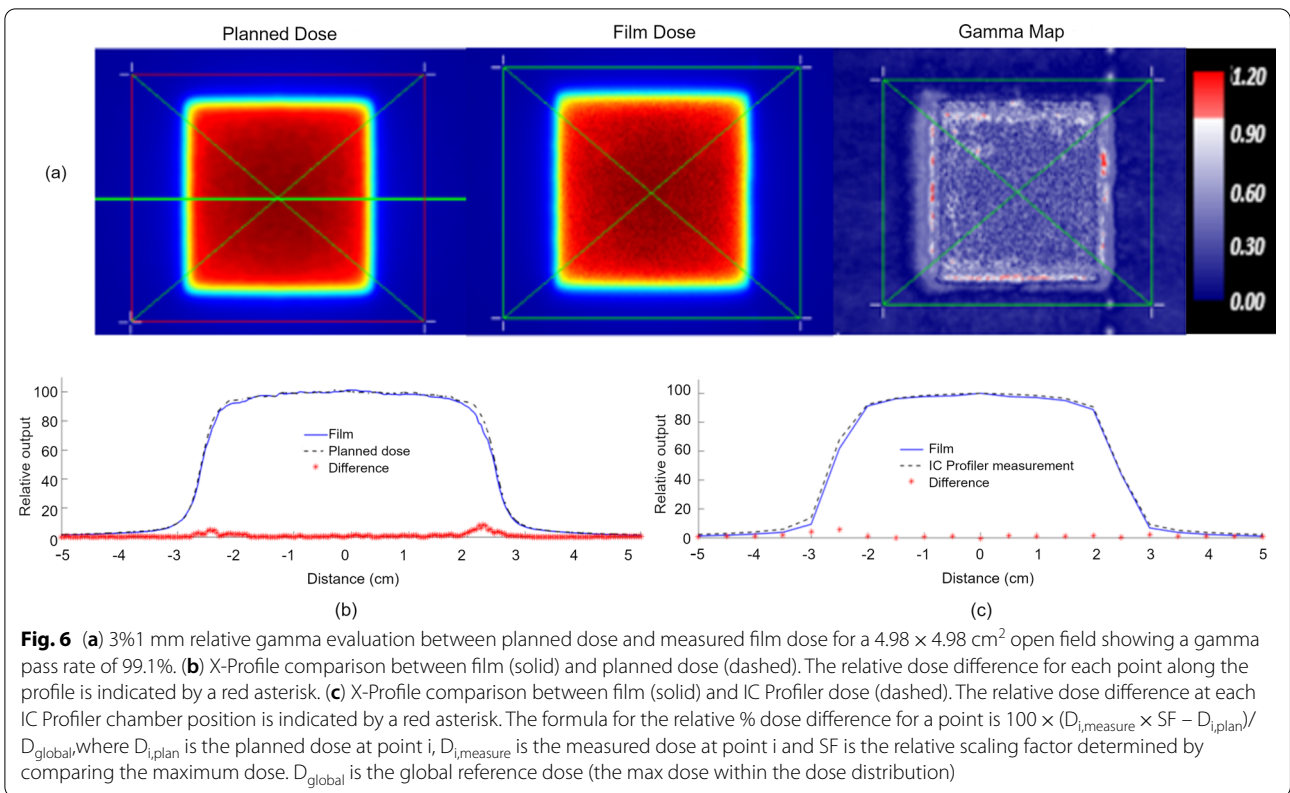 Planned Dose Film Dose Gamma Map
(a)
1.20
0.90
0.60
0.30
0.00
100
80
60
40
20
0
Relative output
Film
Planned dose
Difference
-5 -3 -2 -1 0 1 2 3 5
Distance (cm)
(b)
100
80
60
40
20
0
Relative output
Film
IC Profiler measurement
Difference
-5 -4 -3 -2 -1 0 1 2 3 4 5
Distance (cm)
(c)
Fig. 6 (a) 3%1 mm relative gamma evaluation between planned dose and measured film dose for a 4.98 × 4.98 cm² open field showing a gamma
pass rate of 99.1%. (b) X-Profile comparison between film (solid) and planned dose (dashed). The relative dose difference for each point along the
profile is indicated by a red asterisk. (c) X-Profile comparison between film (solid) and IC Profiler dose (dashed). The relative dose difference at each
IC Profiler chamber position is indicated by a red asterisk. The formula for the relative % dose difference for a point is 100 × (D_i,measure × SF – D_i,plan)/
D_global,where D_i,plan is the planned dose at point i, D_i,measure is the measured dose at point i and SF is the relative scaling factor determined by
comparing the maximum dose. D_global is the global reference dose (the max dose within the dose distribution)